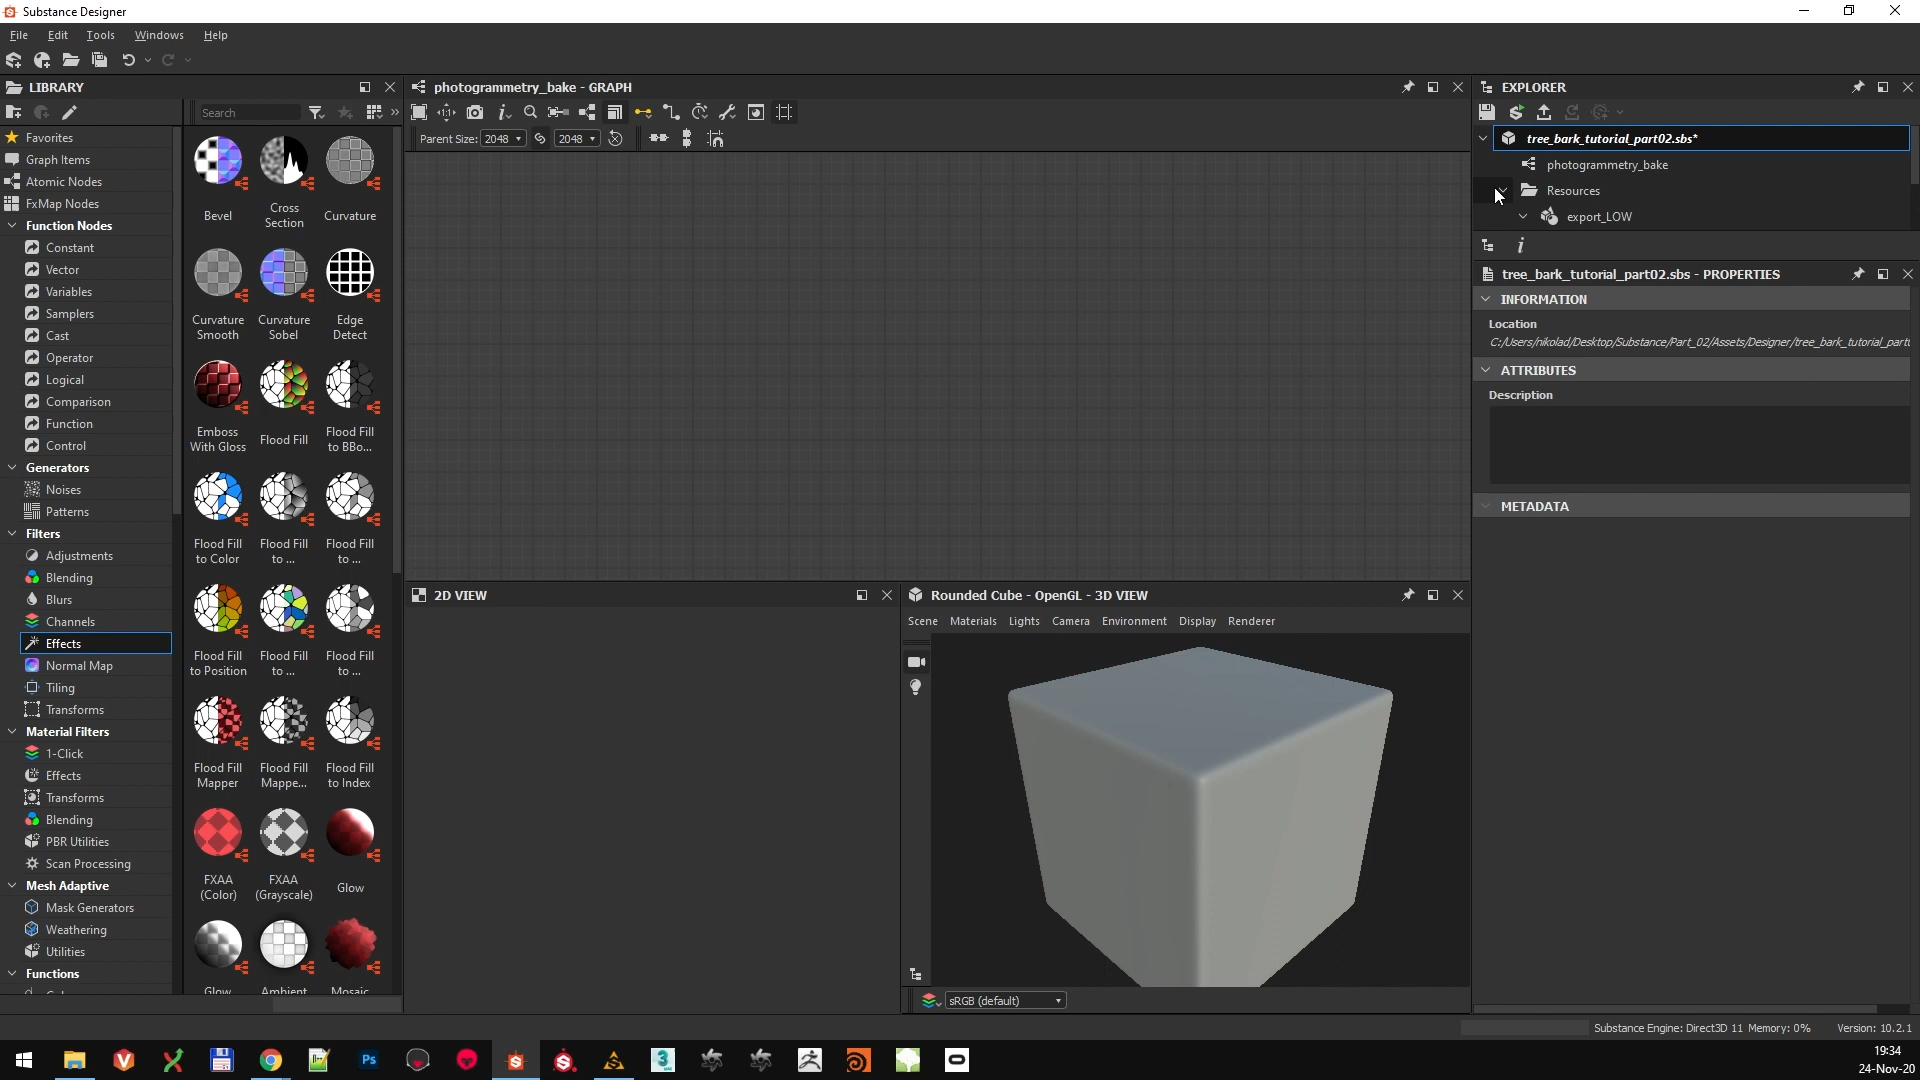 Substance Designer
File Edit Tools Windows Help
LIBRARY
Search
Favorites
Graph Items
Atomic Nodes
FxMap Nodes
Function Nodes
Constant
Vector
Variables
Samplers
Cast
Operator
Logical
Comparison
Function
Control
Generators
Noises
Patterns
Filters
Adjustments
Blending
Blurs
Channels
Effects
Normal Map
Tiling
Transforms
Material Filters
1-Click
Effects
Transforms
Blending
PBR Utilities
Scan Processing
Mesh Adaptive
Mask Generators
Weathering
Utilities
Functions
Bevel
Cross Section
Curvature
Curvature Smooth
Curvature Sobel
Edge Detect
Emboss With Gloss
Flood Fill
Flood Fill to BBo...
Flood Fill to Color
Flood Fill to ...
Flood Fill to ...
Flood Fill to Position
Flood Fill to ...
Flood Fill to ...
Flood Fill Mapper
Flood Fill Mappe...
Flood Fill to Index
FXAA (Color)
FXAA (Grayscale)
Glow
Glow
Ambient
Mosaic
photogrammetry_bake - GRAPH
Parent Size: 2048 2048
2D VIEW
Rounded Cube - OpenGL - 3D VIEW
Scene Materials Lights Camera Environment Display Renderer
sRGB (default)
EXPLORER
tree_bark_tutorial_part02.sbs*
photogrammetry_bake
Resources
export_LOW
tree_bark_tutorial_part02.sbs - PROPERTIES
INFORMATION
Location
C:/Users/nikolad/Desktop/Substance/Part_02/Assets/Designer/tree_bark_tutorial_part
ATTRIBUTES
Description
METADATA
Substance Engine: Direct3D 11 Memory: 0% Version: 10.2.1
19:34
24-Nov-20